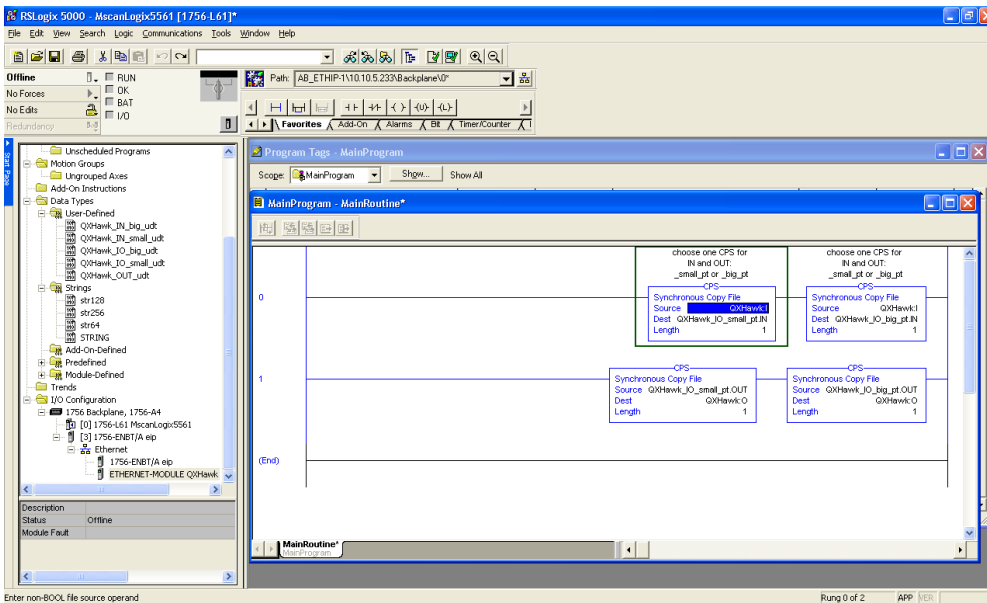 RSLogix 5000 - MscanLogix5561 [1756-L61]*
File Edit View Search Logic Communications Tools Window Help
Offline
RUN
No Forces
OK
No Edits
BAT
Redundancy
I/O
Path: AB_ETHIP-1\10.10.5.233\Backplane\0*
Favorites Add-On Alarms Bit Timer/Counter
Start Page
Unscheduled Programs
Motion Groups
Ungrouped Axes
Add-On Instructions
Data Types
User-Defined
QXHawk_IN_big_udt
QXHawk_IN_small_udt
QXHawk_IO_big_udt
QXHawk_IO_small_udt
QXHawk_OUT_udt
Strings
str128
str256
str64
STRING
Add-On-Defined
Predefined
Module-Defined
Trends
I/O Configuration
1756 Backplane, 1756-A4
[0] 1756-L61 MscanLogix5561
[3] 1756-ENBT/A eip
Ethernet
1756-ENBT/A eip
ETHERNET-MODULE QXHawk
Description
Status Offline
Module Fault
Program Tags - MainProgram
Scope: MainProgram Show... Show All
MainProgram - MainRoutine*
choose one CPS for
IN and OUT:
_small_pt or _big_pt
CPS
Synchronous Copy File
Source QXHawk:I
Dest QXHawk_IO_small_pt.IN
Length 1
choose one CPS for
IN and OUT:
_small_pt or _big_pt
CPS
Synchronous Copy File
Source QXHawk:I
Dest QXHawk_IO_big_pt.IN
Length 1
0
1
CPS
Synchronous Copy File
Source QXHawk_IO_small_pt.OUT
Dest QXHawk:O
Length 1
CPS
Synchronous Copy File
Source QXHawk_IO_big_pt.OUT
Dest QXHawk:O
Length 1
(End)
MainRoutine*
MainProgram
Enter non-BOOL file source operand
Rung 0 of 2 APP VER